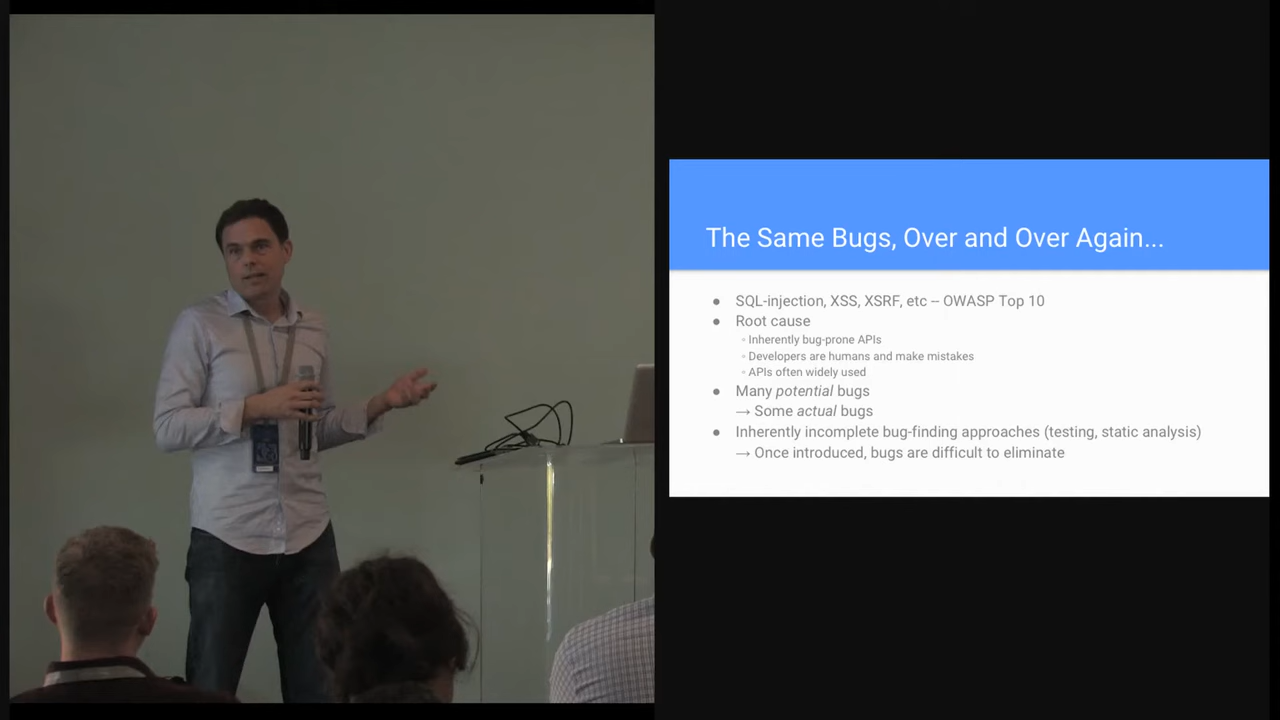 The Same Bugs, Over and Over Again...
● SQL-injection, XSS, XSRF, etc – OWASP Top 10
● Root cause
◦ Inherently bug-prone APIs
◦ Developers are humans and make mistakes
◦ APIs often widely used
● Many potential bugs
→ Some actual bugs
● Inherently incomplete bug-finding approaches (testing, static analysis)
→ Once introduced, bugs are difficult to eliminate